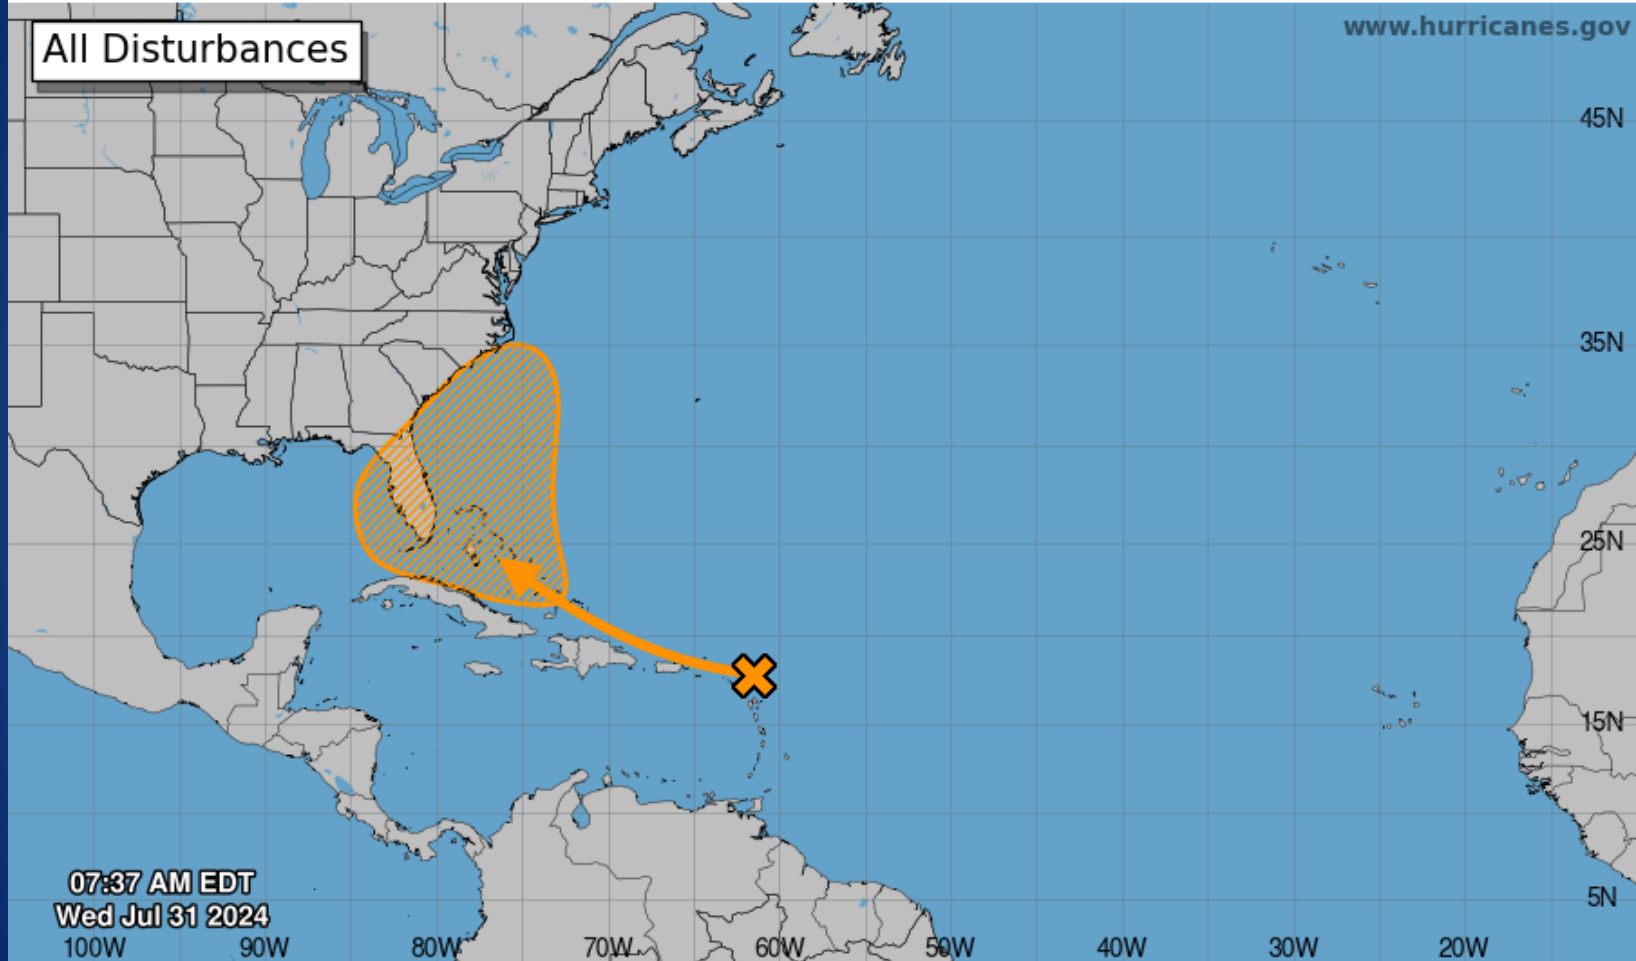 All Disturbances
www.hurricanes.gov
45N
35N
25N
15N
5N
07:37 AM EDT
Wed Jul 31 2024
100W 90W 80W 70W 60W 50W 40W 30W 20W